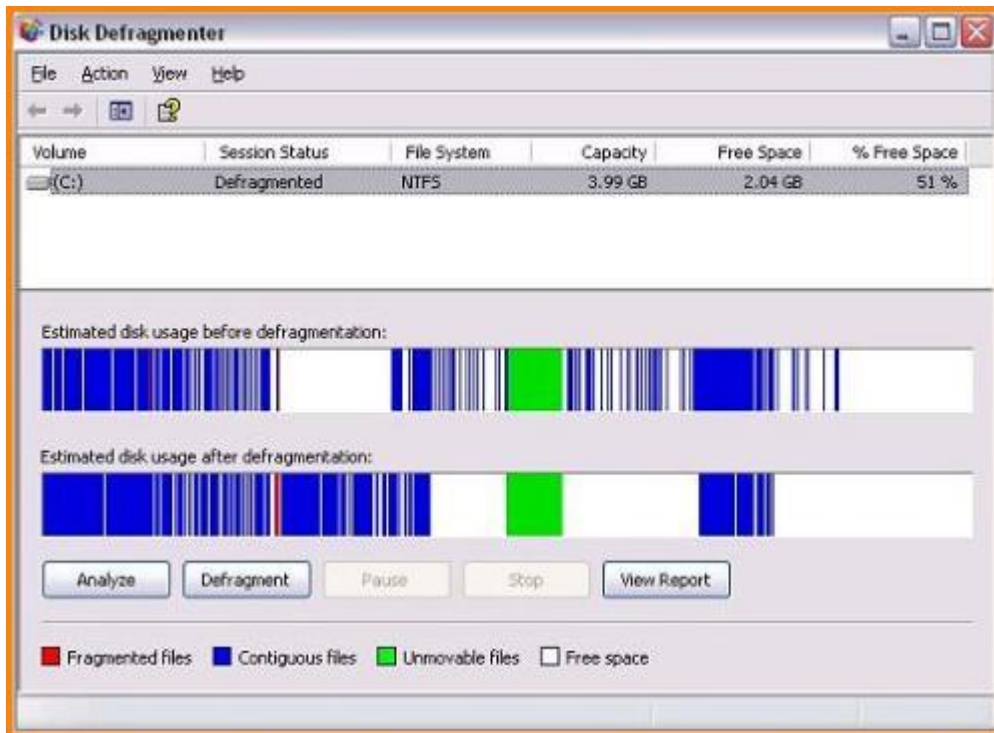 Disk Defragmenter
File Action View Help
Volume Session Status File System Capacity Free Space % Free Space
(C:) Defragmented NTFS 3.99 GB 2.04 GB 51 %
Estimated disk usage before defragmentation:
Estimated disk usage after defragmentation:
Analyze Defragment Pause Stop View Report
Fragmented files Contiguous files Unmovable files Free space